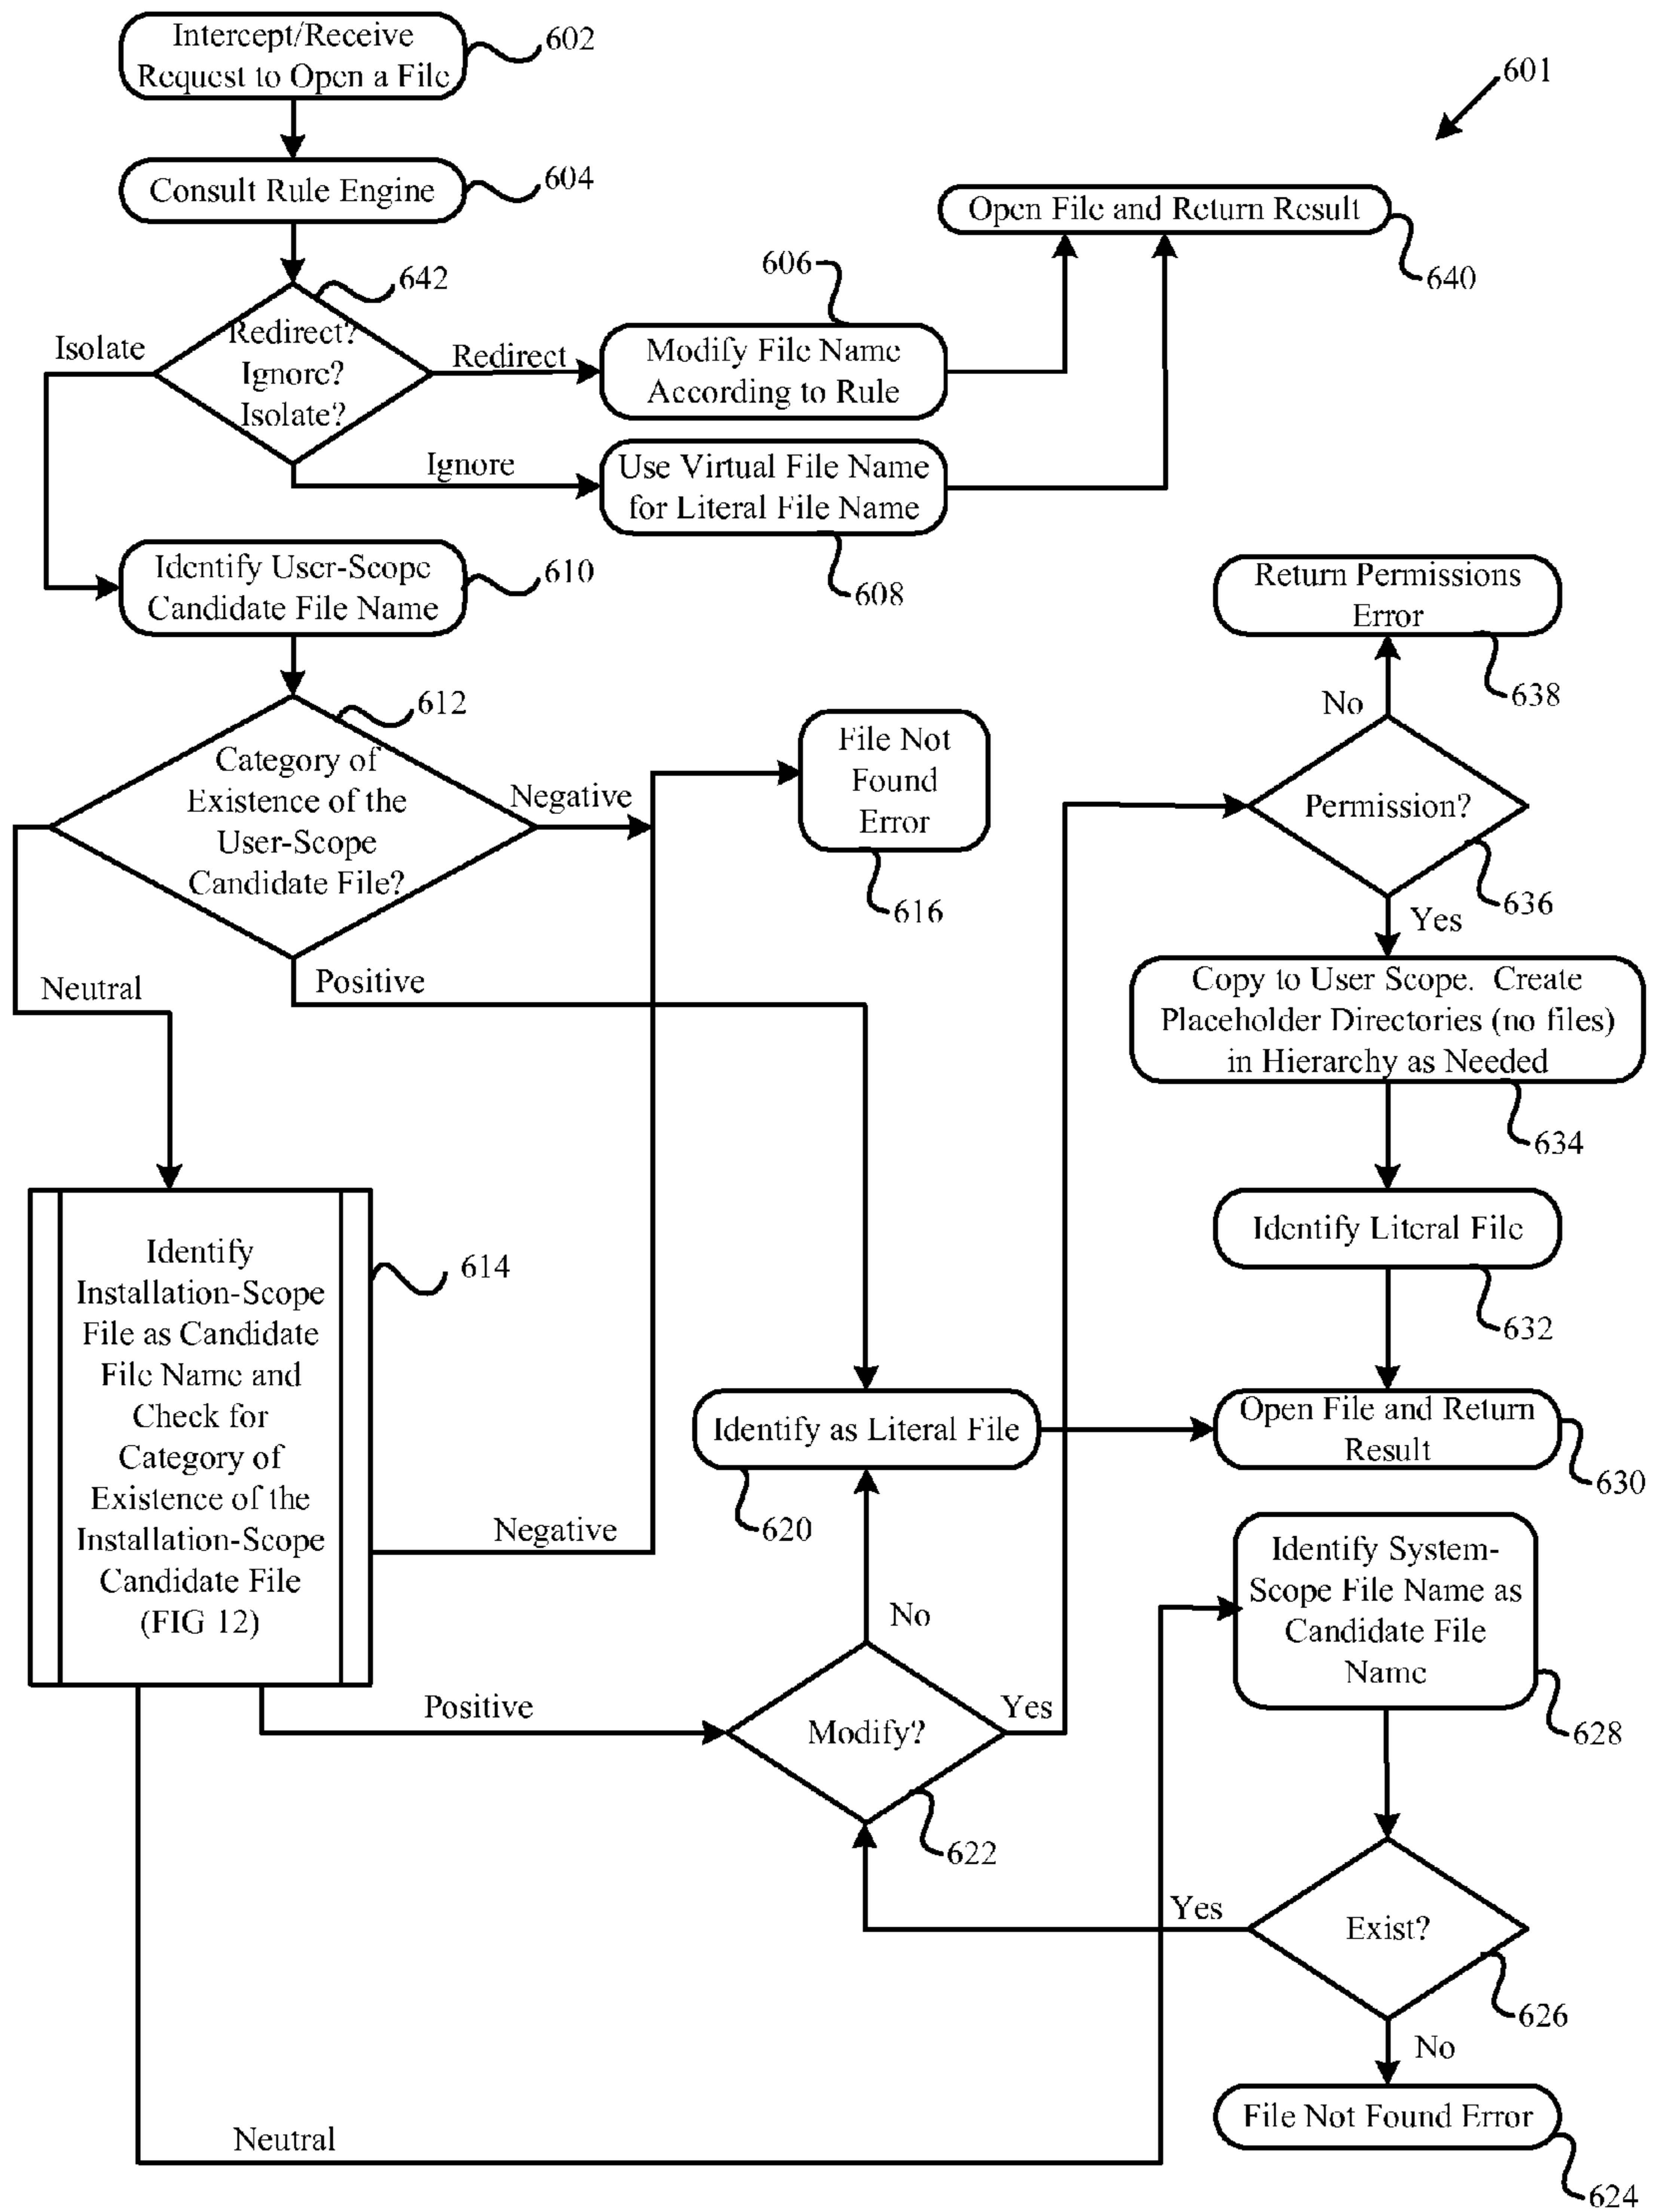 Intercept/Receive
Request to Open a File
602
601
Consult Rule Engine
604
Open File and Return Result
640
642
Redirect?
Ignore?
Isolate?
Isolate
Redirect
606
Modify File Name
According to Rule
Ignore
Use Virtual File Name
for Literal File Name
608
Identify User-Scope
Candidate File Name
610
Return Permissions
Error
638
612
Category of
Existence of the
User-Scope
Candidate File?
Negative
File Not
Found
Error
616
No
Permission?
636
Yes
Neutral
Positive
Copy to User Scope.  Create
Placeholder Directories (no files)
in Hierarchy as Needed
634
Identify
Installation-Scope
File as Candidate
File Name and
Check for
Category of
Existence of the
Installation-Scope
Candidate File
(FIG 12)
614
Identify Literal File
632
Identify as Literal File
620
Open File and Return
Result
630
Negative
Identify System-
Scope File Name as
Candidate File
Name
628
No
Positive
Modify?
Yes
622
Yes
Exist?
626
No
File Not Found Error
624
Neutral